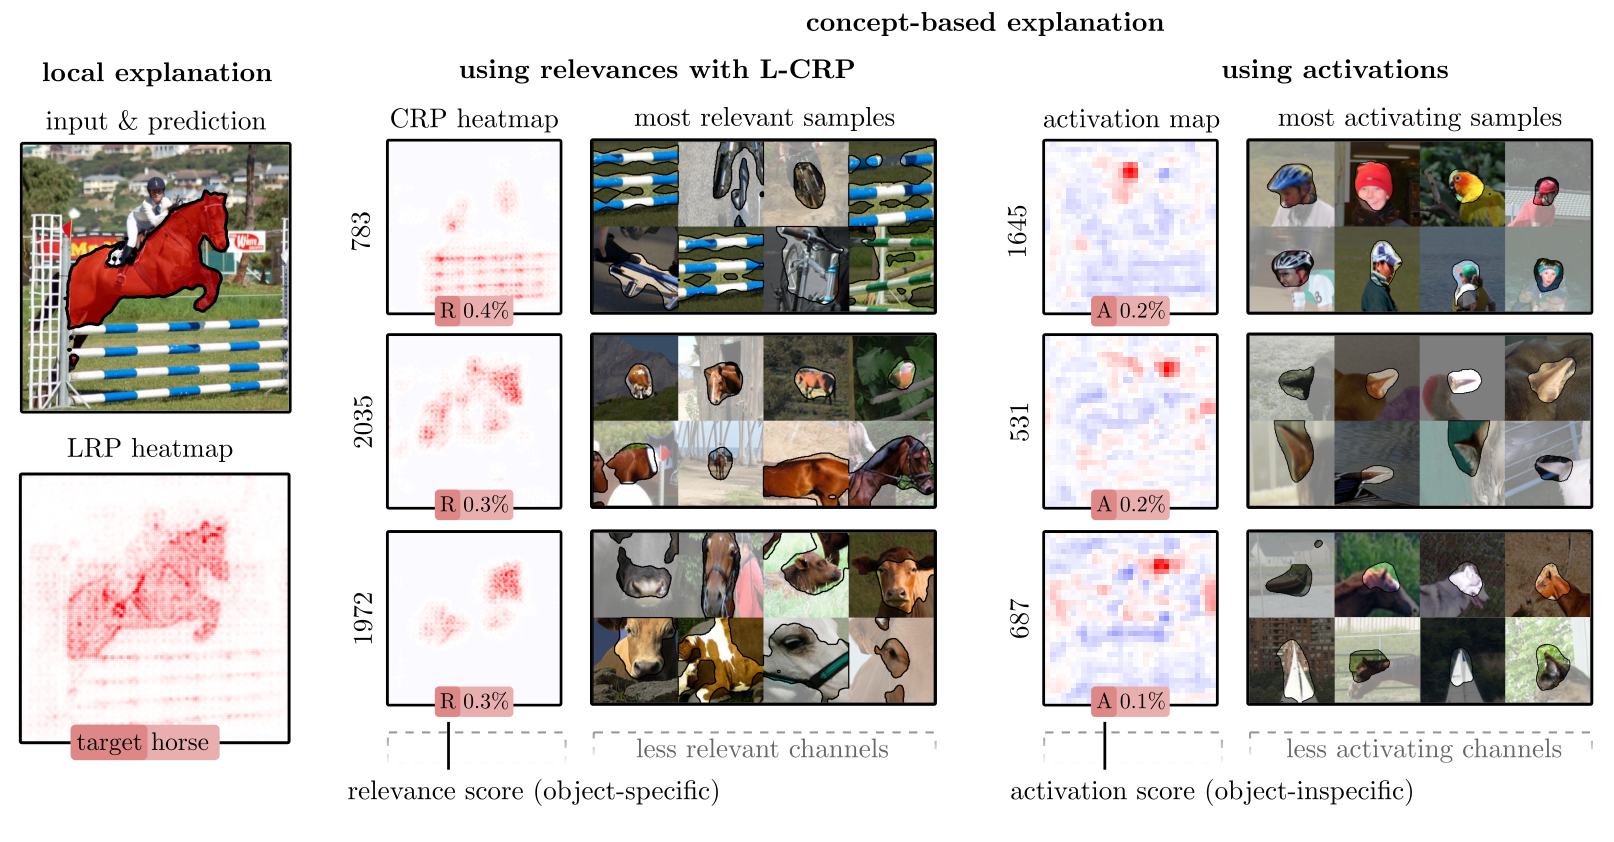 concept-based explanation
local explanation
using relevances with L-CRP
using activations
input & prediction
CRP heatmap
most relevant samples
activation map
most activating samples
783
R 0.4%
1645
A 0.2%
LRP heatmap
2035
R 0.3%
531
A 0.2%
target horse
1972
R 0.3%
687
A 0.1%
less relevant channels
less activating channels
relevance score (object-specific)
activation score (object-inspecific)